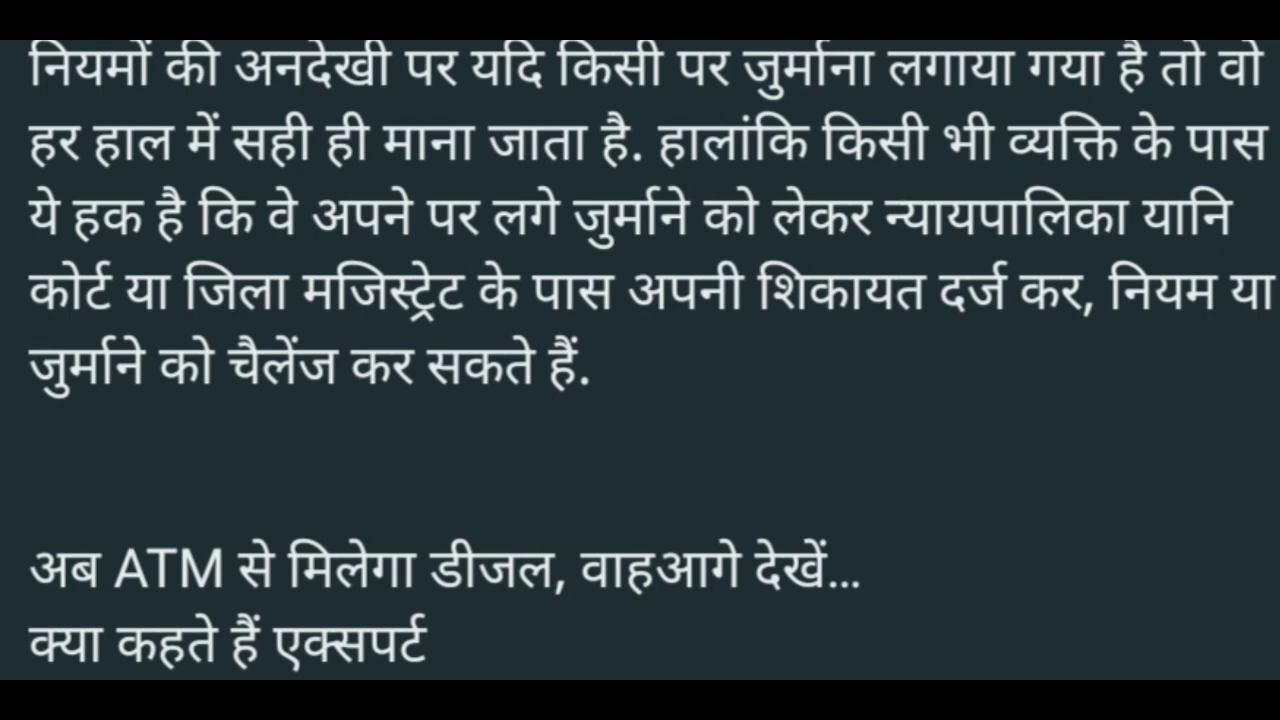 नियमों की अनदेखी पर यदि किसी पर जुर्माना लगाया गया है तो वो
हर हाल में सही ही माना जाता है. हालांकि किसी भी व्यक्ति के पास
ये हक है कि वे अपने पर लगे जुर्माने को लेकर न्यायपालिका यानि
कोर्ट या जिला मजिस्ट्रेट के पास अपनी शिकायत दर्ज कर, नियम या
जुर्माने को चैलेंज कर सकते हैं.
अब ATM से मिलेगा डीजल, वाहआगे देखें...
क्या कहते हैं एक्सपर्ट